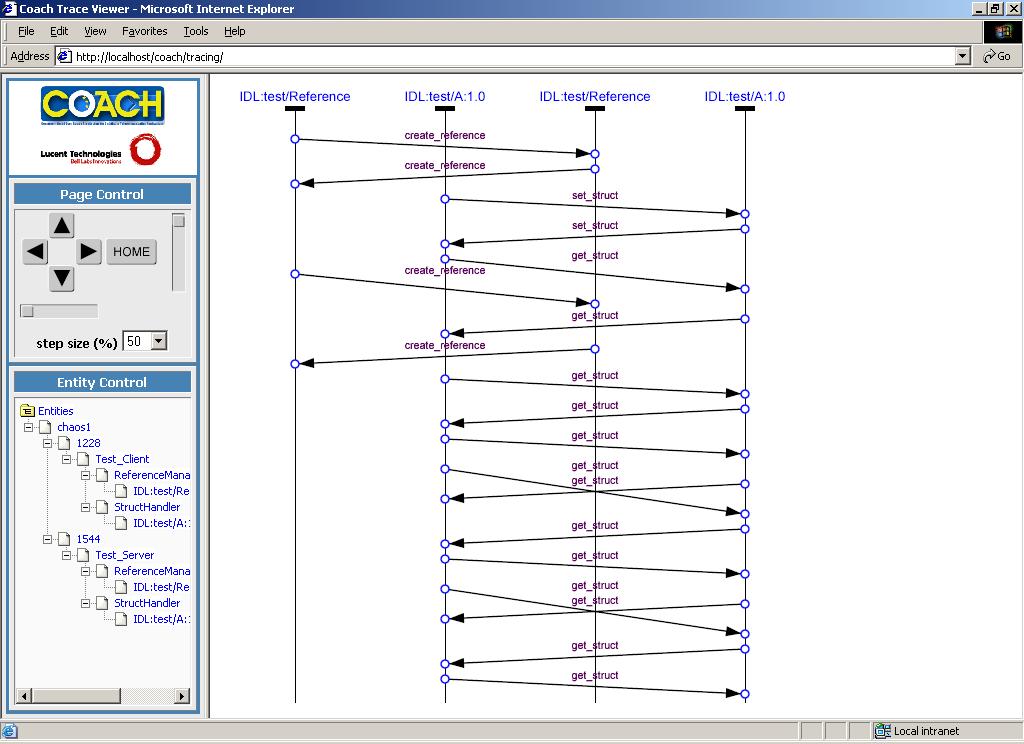 Coach Trace Viewer - Microsoft Internet Explorer
File Edit View Favorites Tools Help
Address http://localhost/coach/tracing/ Go
COACH
Lucent Technologies
Bell Labs Innovations
Page Control
HOME
step size (%) 50
Entity Control
Entities
chaos1
1228
Test_Client
ReferenceMana
IDL:test/Re
StructHandler
IDL:test/A:1
1544
Test_Server
ReferenceMana
IDL:test/Re
StructHandler
IDL:test/A:1
IDL:test/Reference IDL:test/A:1.0 IDL:test/Reference IDL:test/A:1.0
create_reference
create_reference
set_struct
set_struct
get_struct
create_reference
get_struct
create_reference
get_struct
get_struct
get_struct
get_struct
get_struct
get_struct
get_struct
get_struct
get_struct
get_struct
get_struct
Local intranet